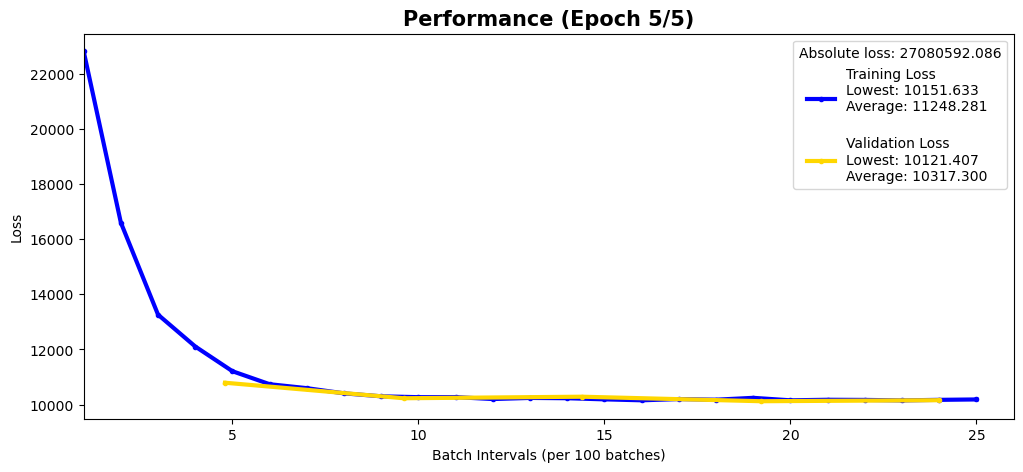 Performance (Epoch 5/5)
Absolute loss: 27080592.086
Training Loss
Lowest: 10151.633
Average: 11248.281
Validation Loss
Lowest: 10121.407
Average: 10317.300
Loss
22000
20000
18000
16000
14000
12000
10000
5
10
15
20
25
Batch Intervals (per 100 batches)